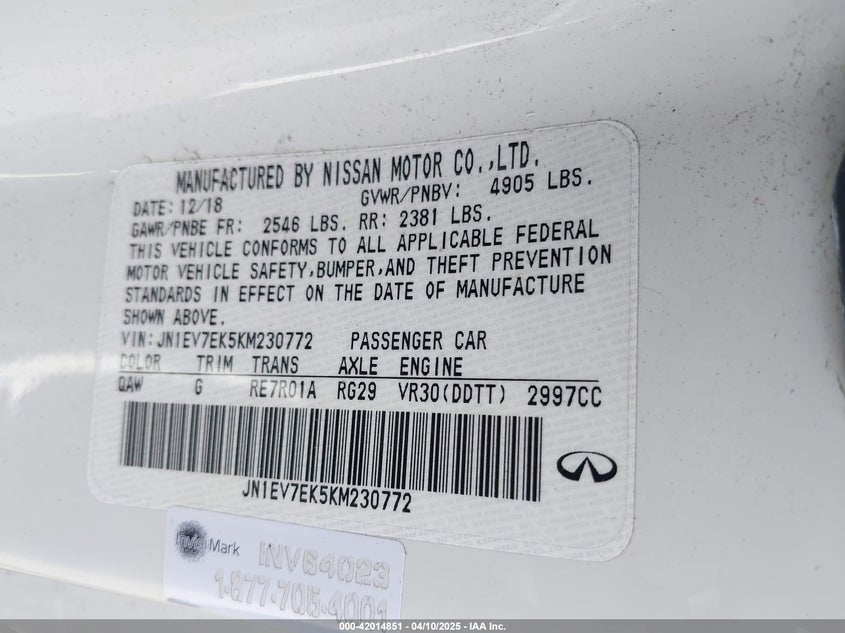 MANUFACTURED BY NISSAN MOTOR CO.,LTD.
DATE: 12/18 GVWR/PNBV: 4905 LBS.
GAWR/PNBE FR: 2546 LBS. RR: 2381 LBS.
THIS VEHICLE CONFORMS TO ALL APPLICABLE FEDERAL
MOTOR VEHICLE SAFETY,BUMPER,AND THEFT PREVENTION
STANDARDS IN EFFECT ON THE DATE OF MANUFACTURE
SHOWN ABOVE.
VIN:JN1EV7EK5KM230772 PASSENGER CAR
COLOR TRIM TRANS AXLE ENGINE
QAW G RE7R01A RG29 VR30(DDTT) 2997CC
JN1EV7EK5KM230772
Mark INV64023
1-877-705-4001
000-42014851 - 04/10/2025 - IAA Inc.